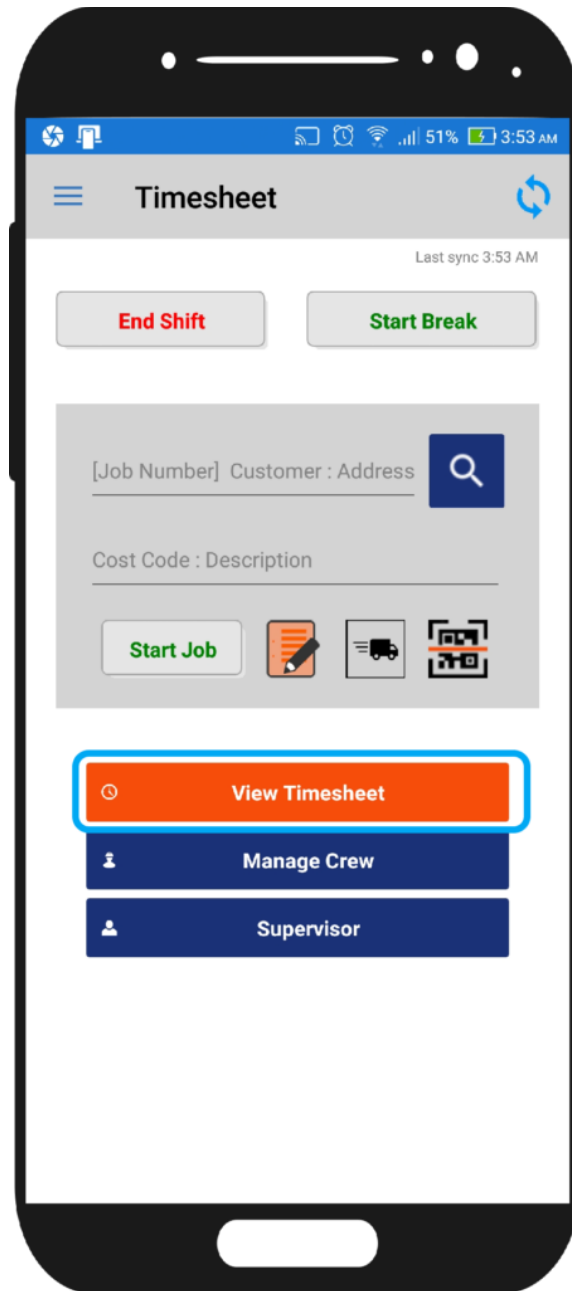 51% 3:53 AM
Timesheet
Last sync 3:53 AM
End Shift
Start Break
[Job Number]  Customer : Address
Cost Code : Description
Start Job
View Timesheet
Manage Crew
Supervisor